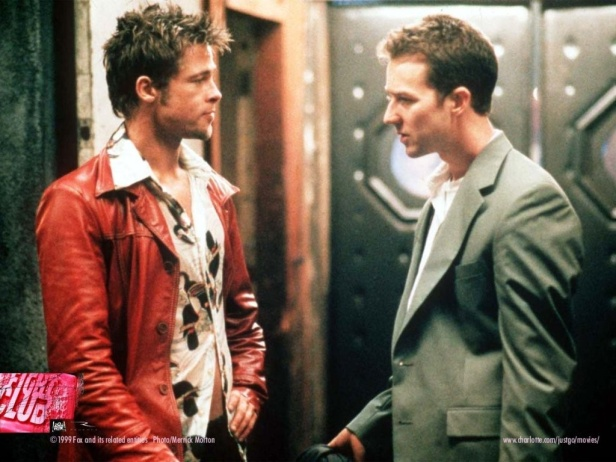 FIGHT
CLUB
© 1999 Fox and its related entities Photo/Merrick Morton
www.charlotte.com/justgo/movies/